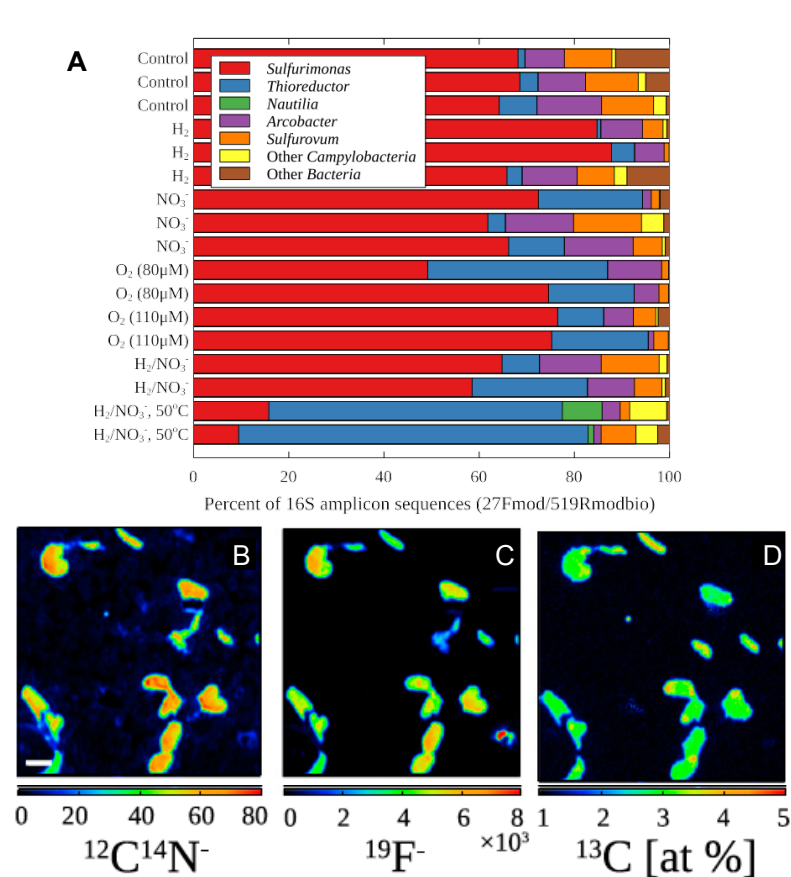 A
Control
Control
Control
H₂
H₂
H₂
NO₃⁻
NO₃⁻
NO₃⁻
O₂ (80μM)
O₂ (80μM)
O₂ (110μM)
O₂ (110μM)
H₂/NO₃⁻
H₂/NO₃⁻
H₂/NO₃⁻, 50°C
H₂/NO₃⁻, 50°C
Sulfurimonas
Thioreductor
Nautilia
Arcobacter
Sulfurovum
Other Campylobacteria
Other Bacteria
0 20 40 60 80 100
Percent of 16S amplicon sequences (27Fmod/519Rmodbio)
B
C
D
0 20 40 60 80
¹²C¹⁴N⁻
0 2 4 6 8
×10³
¹⁹F⁻
1 2 3 4 5
¹³C [at %]